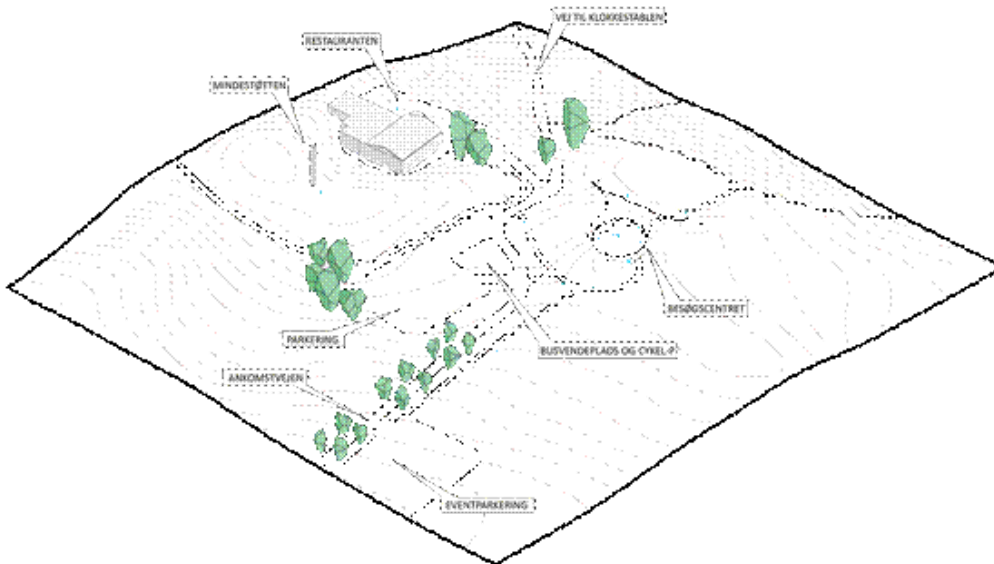 VEJ TIL KLOKKESTABLEN
RESTAURANTEN
MINDESTØTTEN
BESØGSCENTRET
PARKERING
BUSVENDEPLADS OG CYKEL-P
ANKOMSTVEJEN
EVENTPARKERING